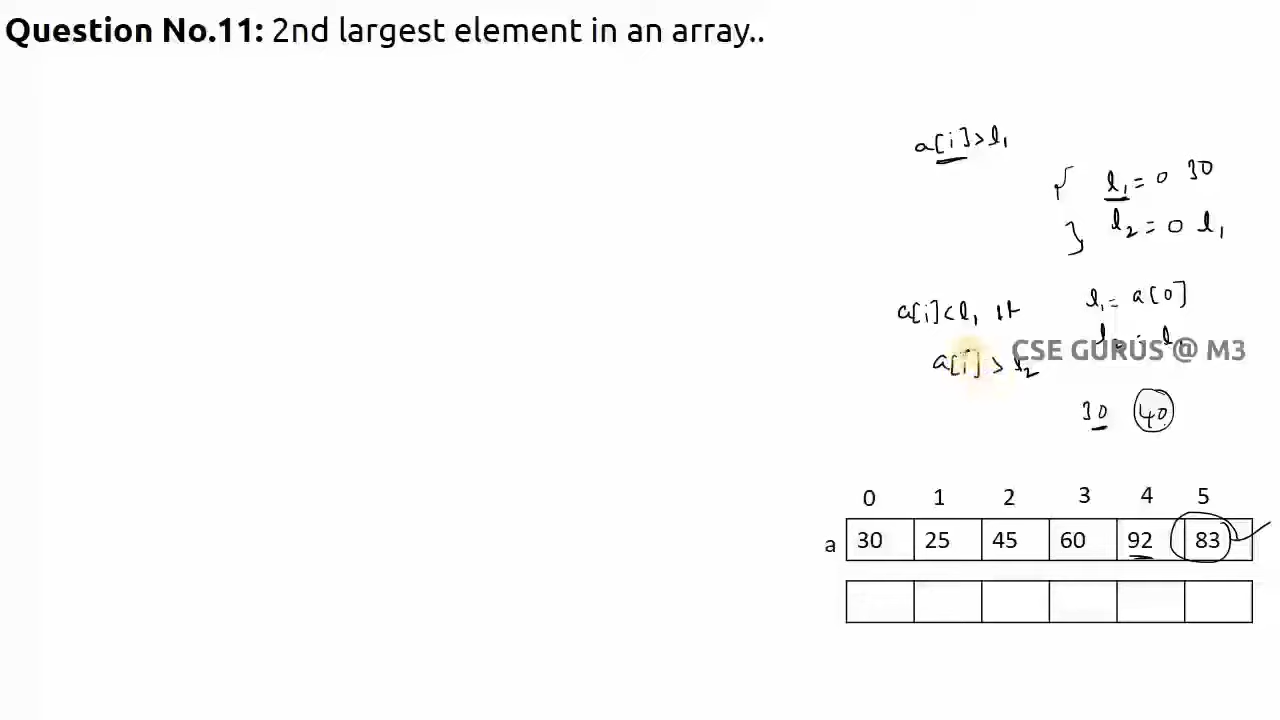 Question No.11: 2nd largest element in an array..
a[i]>l1
l1 = 0 30
l2 = 0 l1
a[i]<l1
l1 = a[0]
CSE GURUS @ M3
a[i] > l2
30 40
0 1 2 3 4 5
a 30 25 45 60 92 83